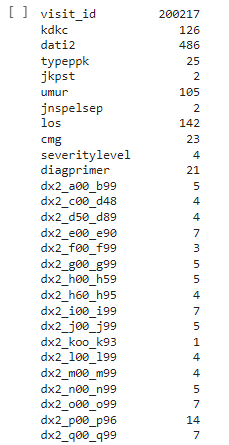 [ ] visit_id 200217
kdkc 126
dati2 486
typeppk 25
jkpst 2
umur 105
jnspelsep 2
los 142
cmg 23
severitylevel 4
diagprimer 21
dx2_a00_b99 5
dx2_c00_d48 4
dx2_d50_d89 4
dx2_e00_e90 7
dx2_f00_f99 3
dx2_g00_g99 5
dx2_h00_h59 5
dx2_h60_h95 4
dx2_i00_i99 7
dx2_j00_j99 5
dx2_koo_k93 1
dx2_l00_l99 4
dx2_m00_m99 4
dx2_n00_n99 5
dx2_o00_o99 7
dx2_p00_p96 14
dx2_q00_q99 7